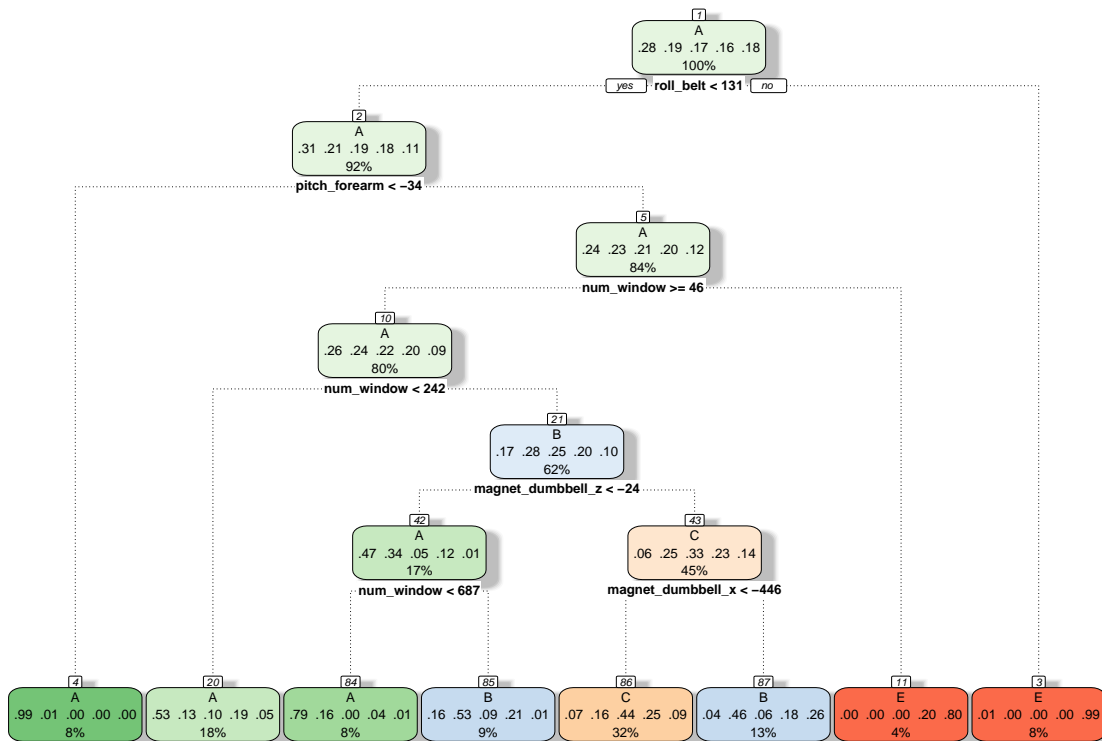 1
A
.28 .19 .17 .16 .18
100%
yes roll_belt < 131 no
2
A
.31 .21 .19 .18 .11
92%
pitch_forearm < −34
5
A
.24 .23 .21 .20 .12
84%
num_window >= 46
10
A
.26 .24 .22 .20 .09
80%
num_window < 242
21
B
.17 .28 .25 .20 .10
62%
magnet_dumbbell_z < −24
42
A
.47 .34 .05 .12 .01
17%
num_window < 687
43
C
.06 .25 .33 .23 .14
45%
magnet_dumbbell_x < −446
4
A
.99 .01 .00 .00 .00
8%
20
A
.53 .13 .10 .19 .05
18%
84
A
.79 .16 .00 .04 .01
8%
85
B
.16 .53 .09 .21 .01
9%
86
C
.07 .16 .44 .25 .09
32%
87
B
.04 .46 .06 .18 .26
13%
11
E
.00 .00 .00 .20 .80
4%
3
E
.01 .00 .00 .00 .99
8%